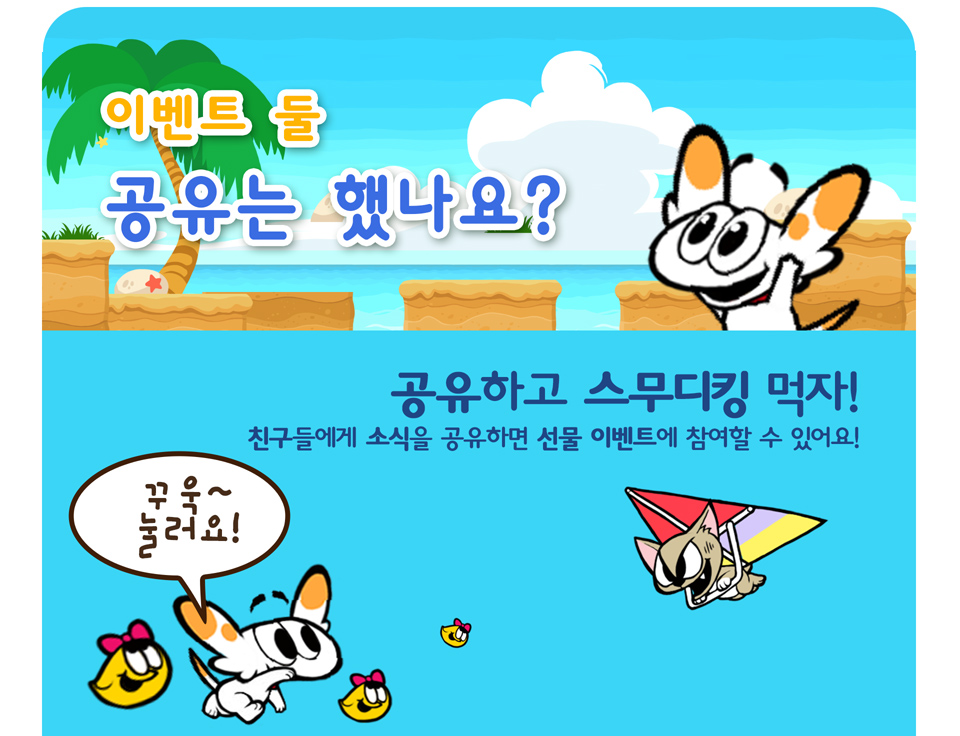 이벤트 둘
공유는 했나요?
공유하고 스무디킹 먹자!
친구들에게 소식을 공유하면 선물 이벤트에 참여할 수 있어요!
꾸욱~
눌러요!